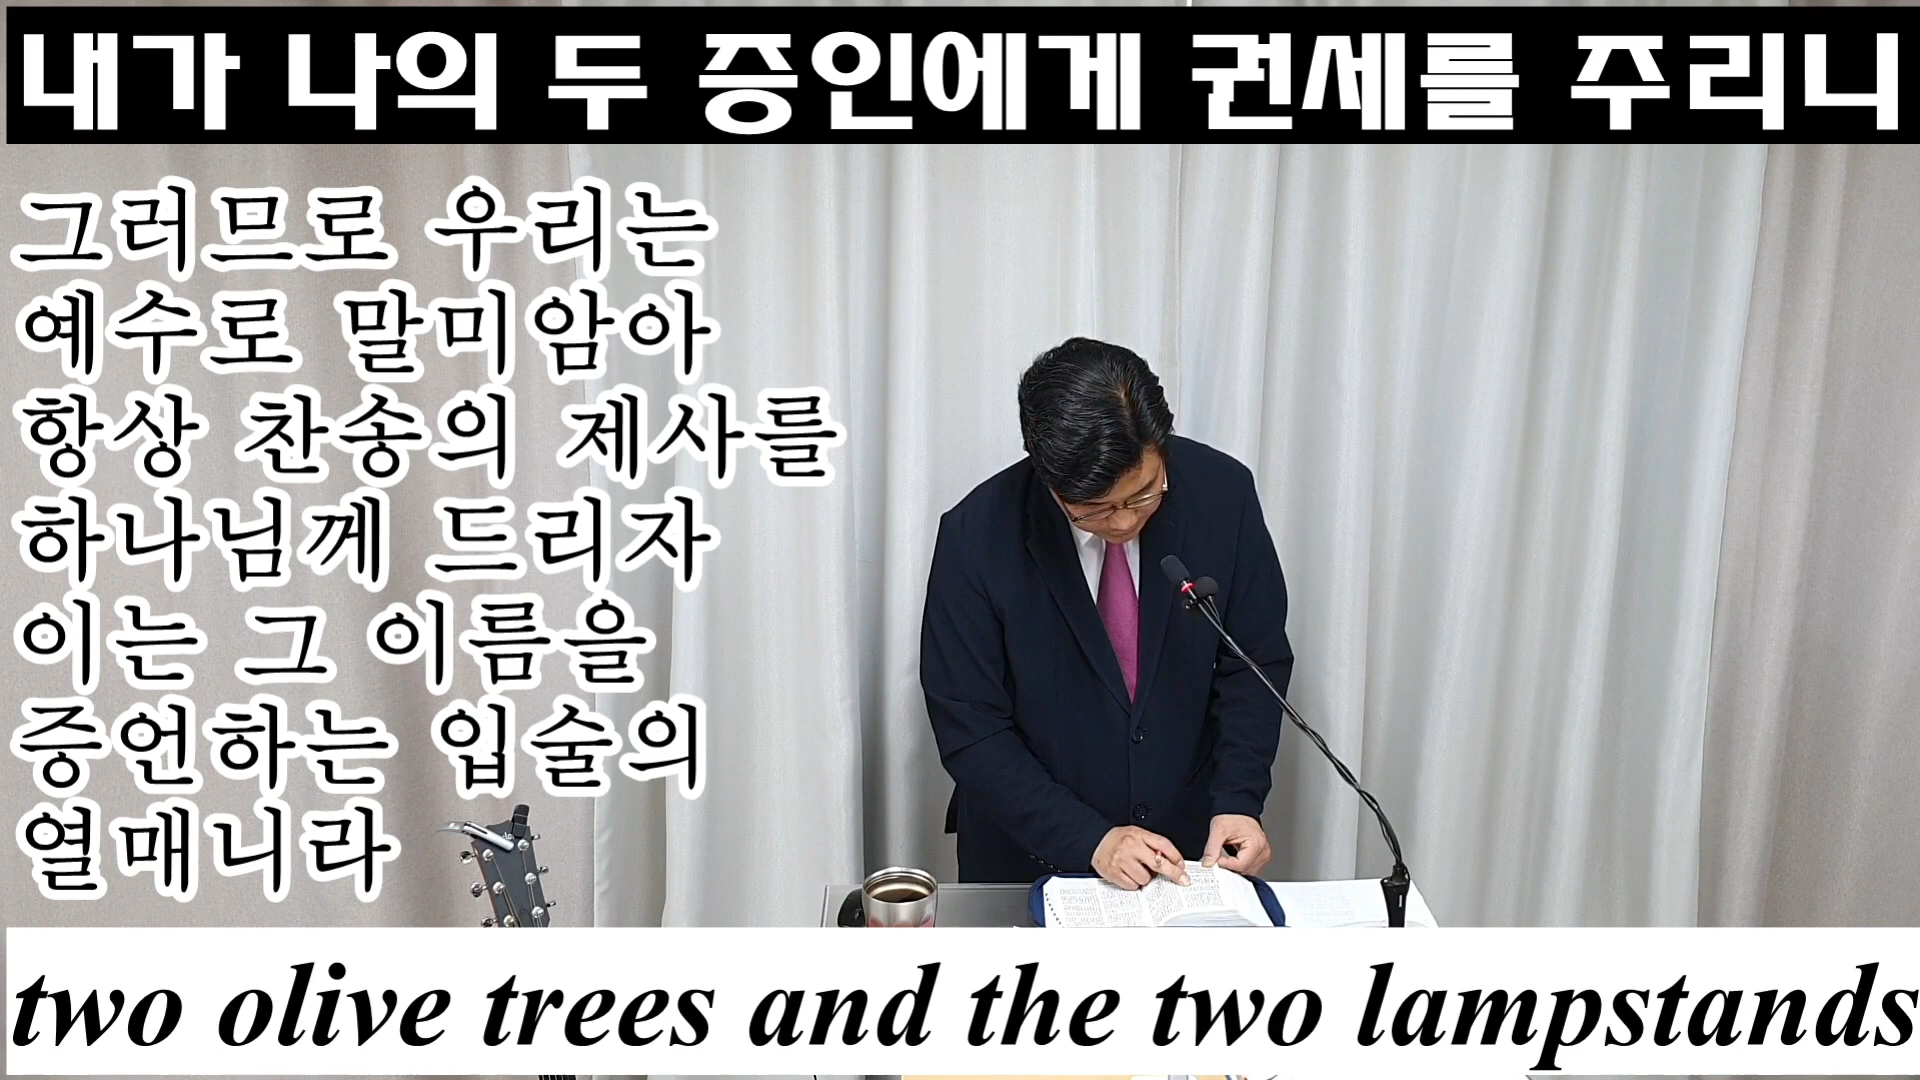 내가 나의 두 증인에게 권세를 주리니
그러므로 우리는
예수로 말미암아
항상 찬송의 제사를
하나님께 드리자
이는 그 이름을
증언하는 입술의
열매니라
two olive trees and the two lampstands